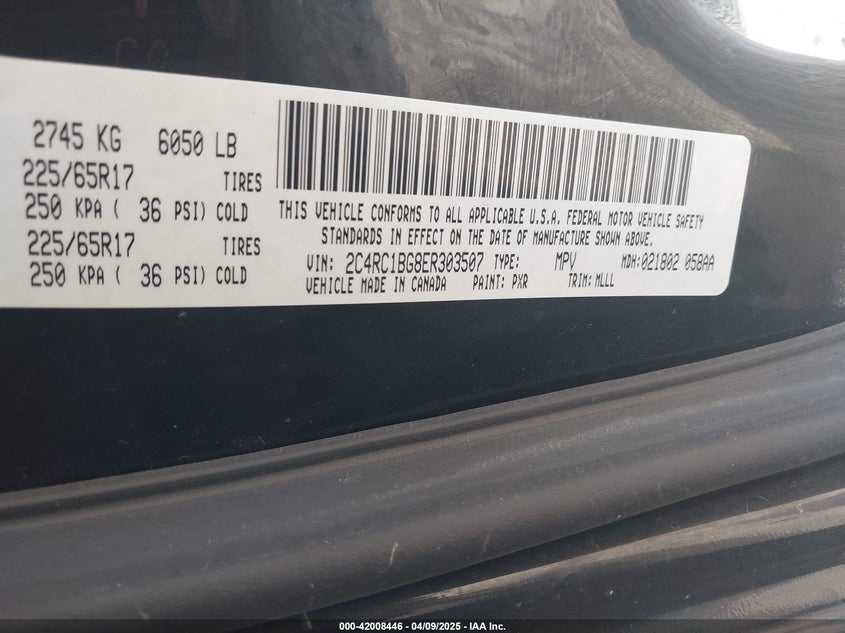 2745 KG 6050 LB
225/65R17 TIRES
250 KPA ( 36 PSI) COLD
225/65R17 TIRES
250 KPA ( 36 PSI) COLD
THIS VEHICLE CONFORMS TO ALL APPLICABLE U.S.A. FEDERAL MOTOR VEHICLE SAFETY
STANDARDS IN EFFECT ON THE DATE OF MANUFACTURE SHOWN ABOVE.
VIN: 2C4RC1BG8ER303507 TYPE: MPV MDH:021802 058AA
VEHICLE MADE IN CANADA PAINT: PXR TRIM: MLLL
000-42008446 - 04/09/2025 - IAA Inc.